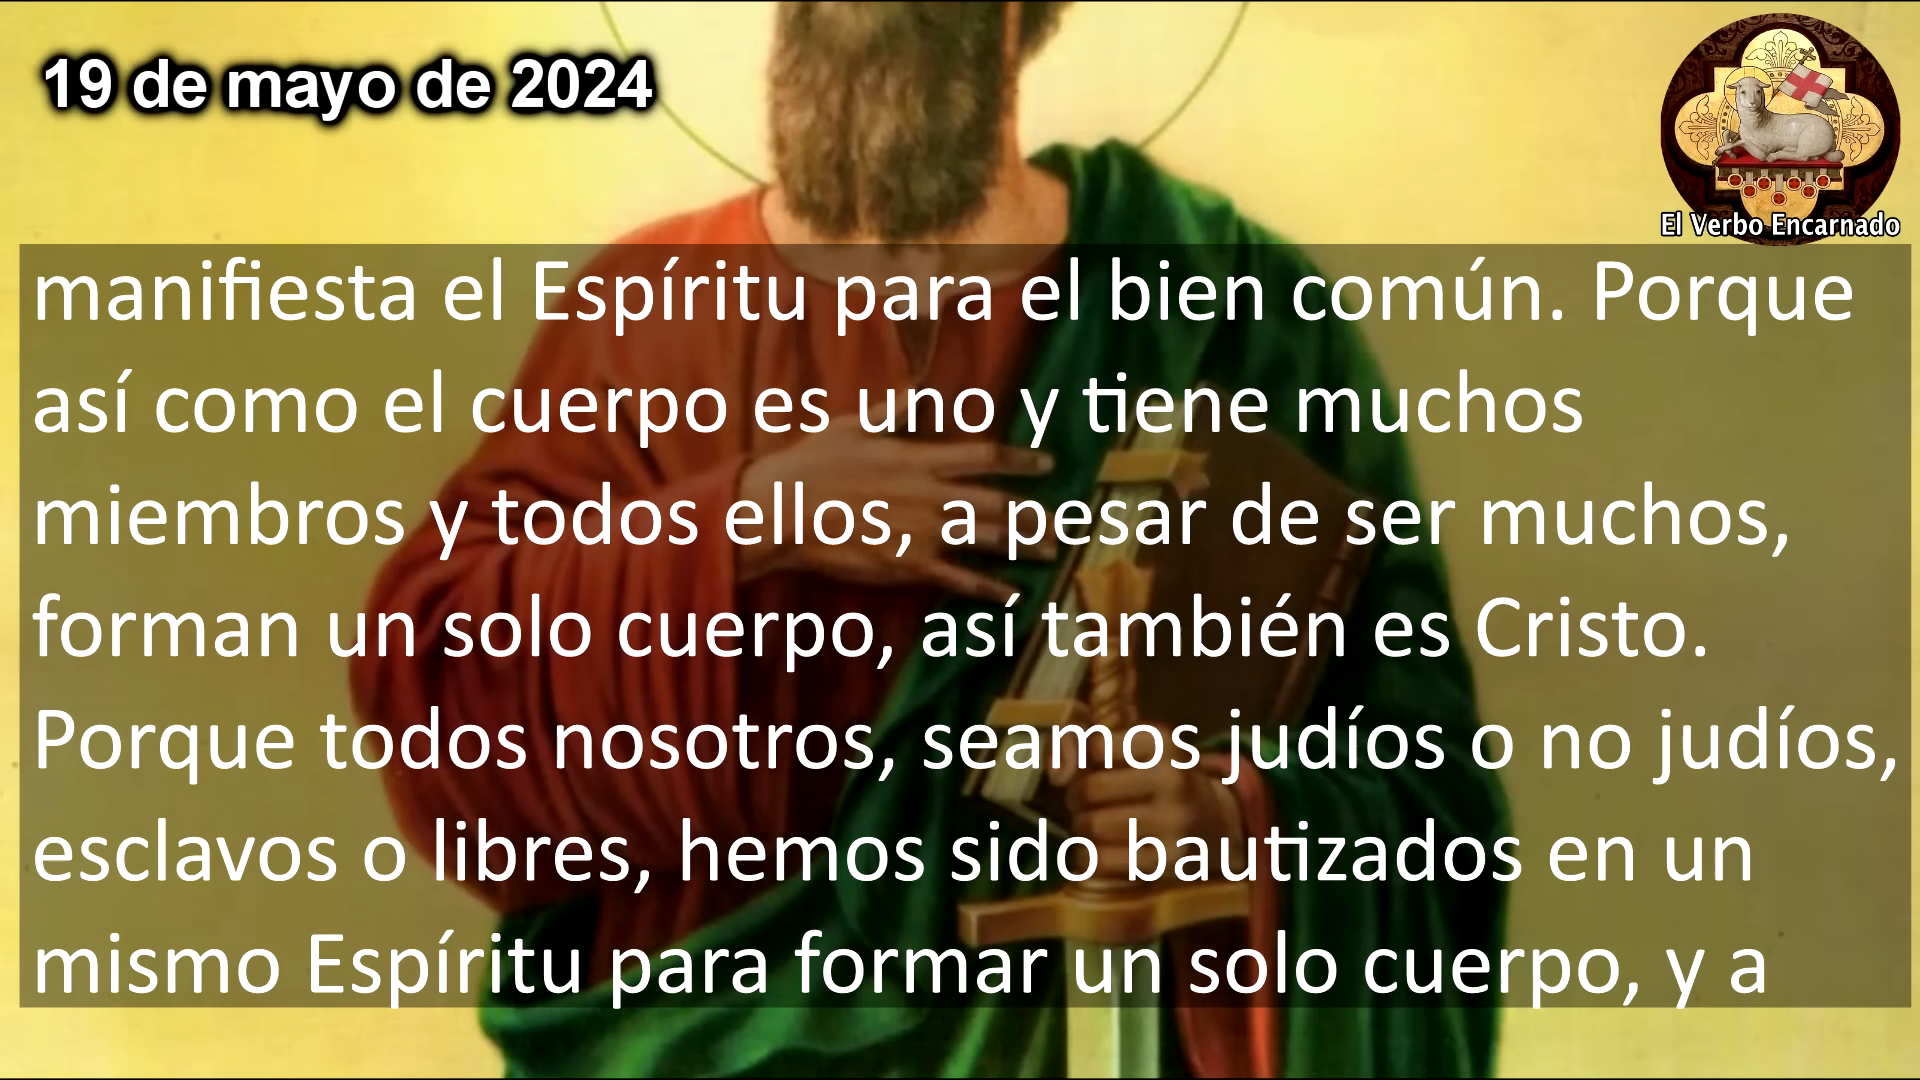 19 de mayo de 2024
El Verbo Encarnado
manifiesta el Espíritu para el bien común. Porque
así como el cuerpo es uno y tiene muchos
miembros y todos ellos, a pesar de ser muchos,
forman un solo cuerpo, así también es Cristo.
Porque todos nosotros, seamos judíos o no judíos,
esclavos o libres, hemos sido bautizados en un
mismo Espíritu para formar un solo cuerpo, y a